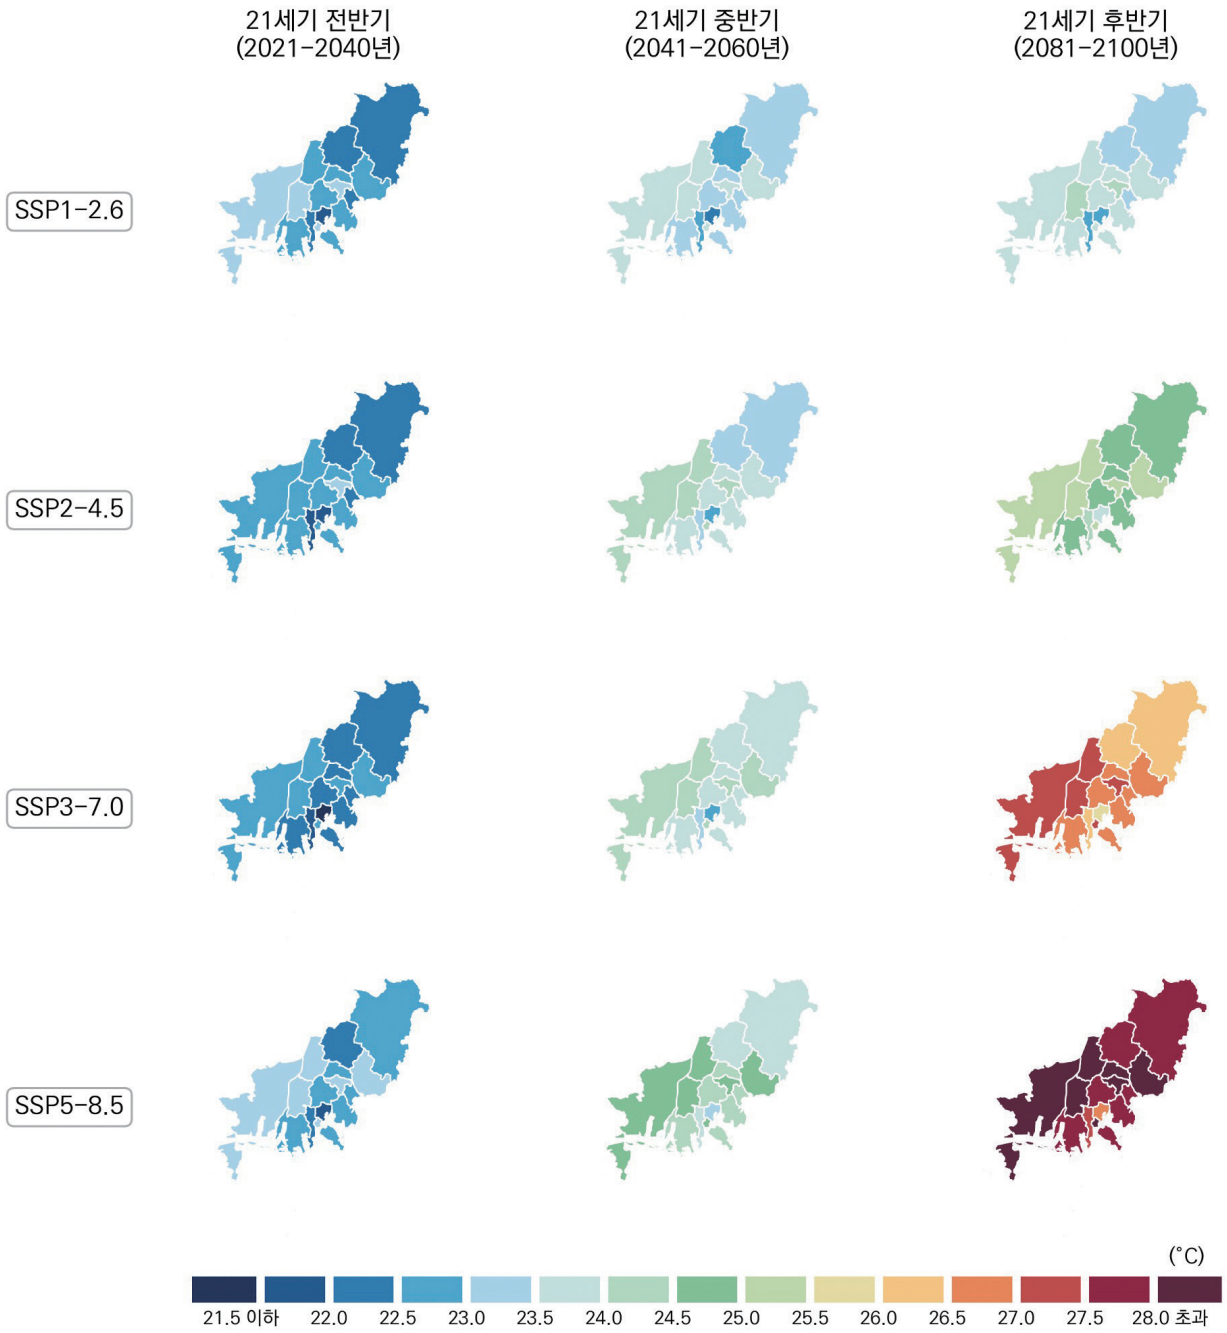 21세기 전반기
(2021-2040년)
21세기 중반기
(2041-2060년)
21세기 후반기
(2081-2100년)
SSP1-2.6
SSP2-4.5
SSP3-7.0
SSP5-8.5
(˚C)
21.5 이하 22.0 22.5 23.0 23.5 24.0 24.5 25.0 25.5 26.0 26.5 27.0 27.5 28.0 초과